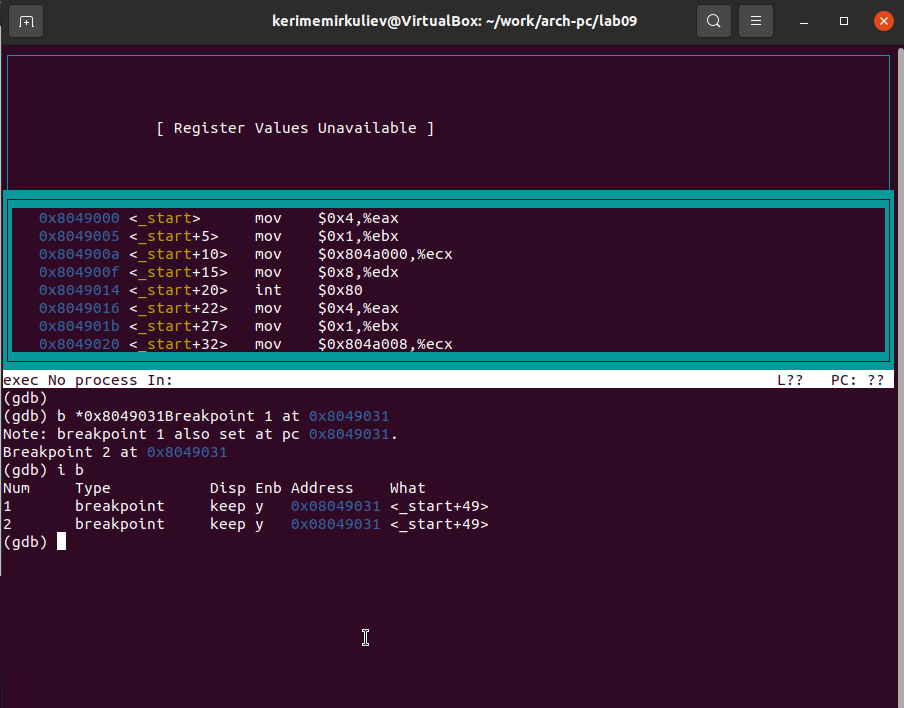 kerimemirkuliev@VirtualBox: ~/work/arch-pc/lab09
[ Register Values Unavailable ]
0x8049000 <_start> mov $0x4,%eax
0x8049005 <_start+5> mov $0x1,%ebx
0x804900a <_start+10> mov $0x804a000,%ecx
0x804900f <_start+15> mov $0x8,%edx
0x8049014 <_start+20> int $0x80
0x8049016 <_start+22> mov $0x4,%eax
0x804901b <_start+27> mov $0x1,%ebx
0x8049020 <_start+32> mov $0x804a008,%ecx
exec No process In: L?? PC: ??
(gdb)
(gdb) b *0x8049031Breakpoint 1 at 0x8049031
Note: breakpoint 1 also set at pc 0x8049031.
Breakpoint 2 at 0x8049031
(gdb) i b
Num Type Disp Enb Address What
1 breakpoint keep y 0x08049031 <_start+49>
2 breakpoint keep y 0x08049031 <_start+49>
(gdb)